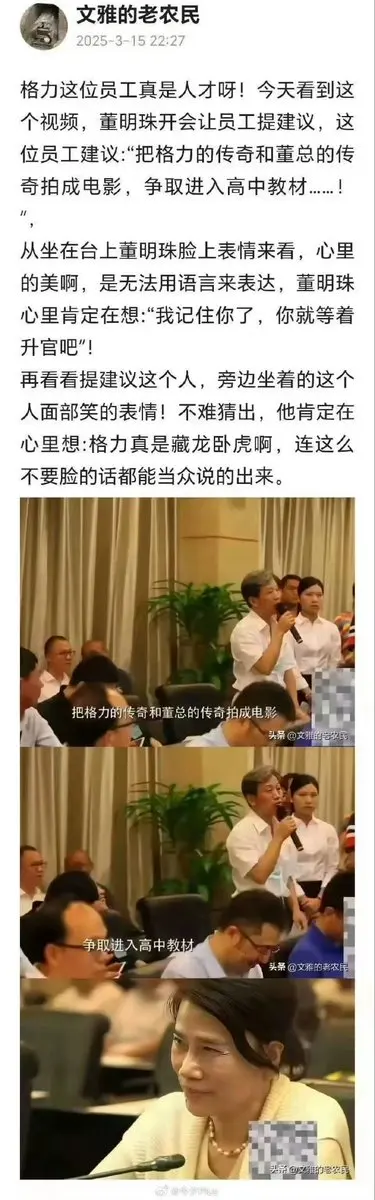 文雅的老农民
2025-3-15 22:27
格力这位员工真是人才呀！今天看到这
个视频，董明珠开会让员工提建议，这
位员工建议:“把格力的传奇和董总的传
奇拍成电影，争取进入高中教材……！
”，
从坐在台上董明珠脸上表情来看，心里
的美啊，是无法用语言来表达，董明珠
心里肯定在想:“我记住你了，你就等着
升官吧”！
再看看提建议这个人，旁边坐着的这个
人面部笑的表情！不难猜出，他肯定在
心里想:格力真是藏龙卧虎啊，连这么
不要脸的话都能当众说的出来。
把格力的传奇和董总的传奇拍成电影
头条 @文雅的老农民
争取进入高中教材
头条 @文雅的老农民
头条 @文雅的老农民